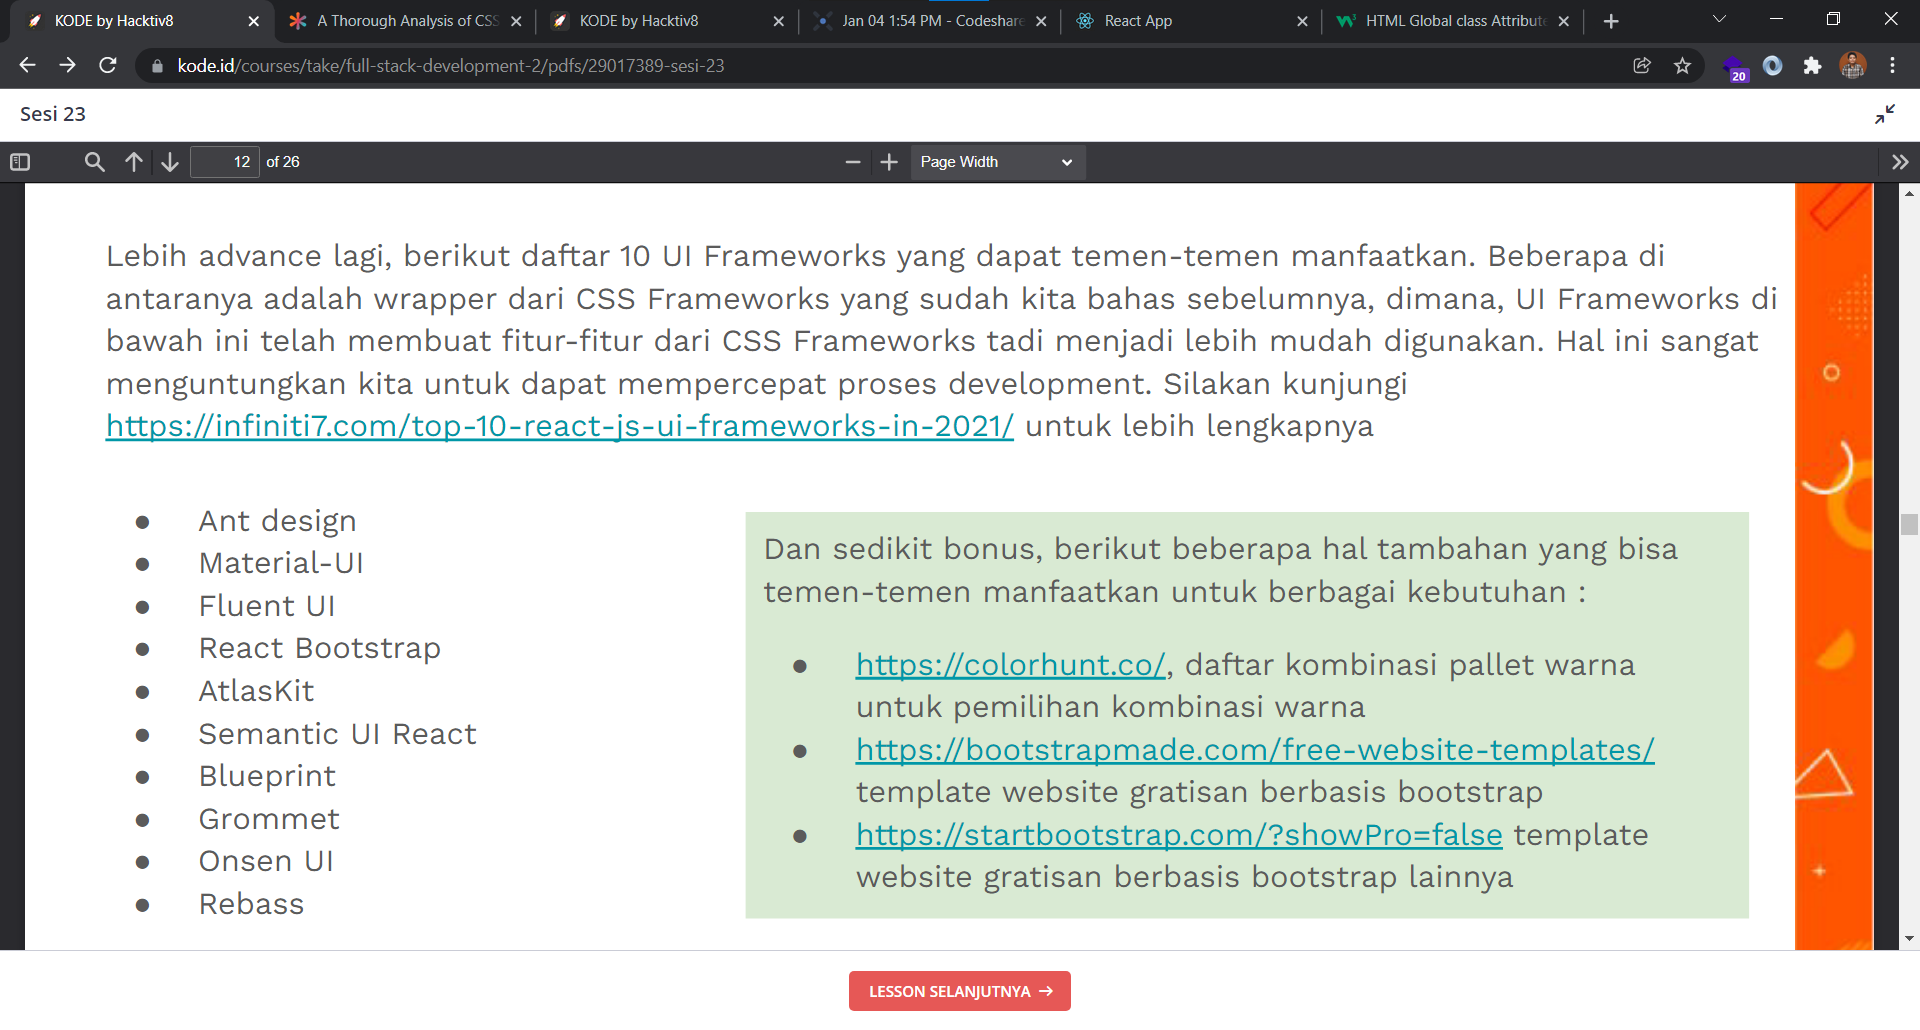 KODE by Hacktiv8
A Thorough Analysis of CSS
KODE by Hacktiv8
Jan 04 1:54 PM - Codeshare
React App
HTML Global class Attribute
kode.id/courses/take/full-stack-development-2/pdfs/29017389-sesi-23
20
Sesi 23
12 of 26
Page Width
Lebih advance lagi, berikut daftar 10 UI Frameworks yang dapat temen-temen manfaatkan. Beberapa di
antaranya adalah wrapper dari CSS Frameworks yang sudah kita bahas sebelumnya, dimana, UI Frameworks di
bawah ini telah membuat fitur-fitur dari CSS Frameworks tadi menjadi lebih mudah digunakan. Hal ini sangat
menguntungkan kita untuk dapat mempercepat proses development. Silakan kunjungi
https://infiniti7.com/top-10-react-js-ui-frameworks-in-2021/ untuk lebih lengkapnya
● Ant design
● Material-UI
● Fluent UI
● React Bootstrap
● AtlasKit
● Semantic UI React
● Blueprint
● Grommet
● Onsen UI
● Rebass
Dan sedikit bonus, berikut beberapa hal tambahan yang bisa
temen-temen manfaatkan untuk berbagai kebutuhan :
● https://colorhunt.co/, daftar kombinasi pallet warna
untuk pemilihan kombinasi warna
● https://bootstrapmade.com/free-website-templates/
template website gratisan berbasis bootstrap
● https://startbootstrap.com/?showPro=false template
website gratisan berbasis bootstrap lainnya
LESSON SELANJUTNYA →